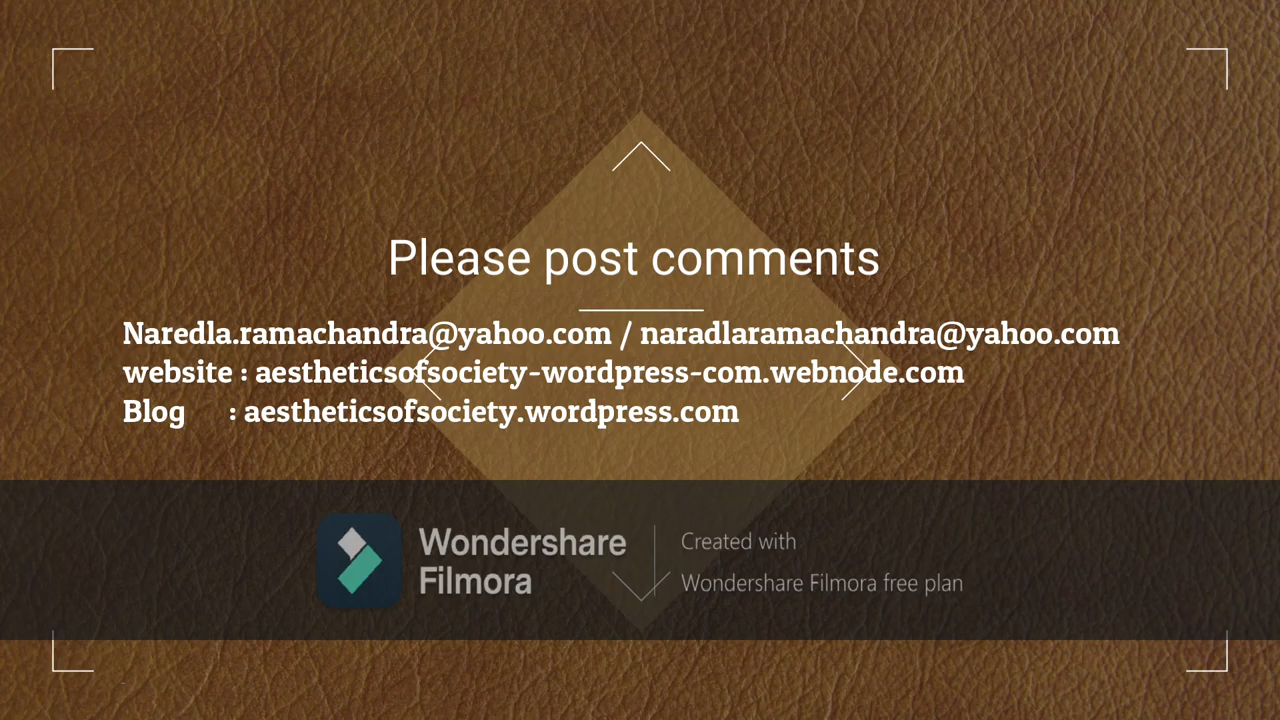 Please post comments
Naredla.ramachandra@yahoo.com / naradlaramachandra@yahoo.com
website : aestheticsofsociety-wordpress-com.webnode.com
Blog : aestheticsofsociety.wordpress.com
Wondershare
Filmora
Created with
Wondershare Filmora free plan